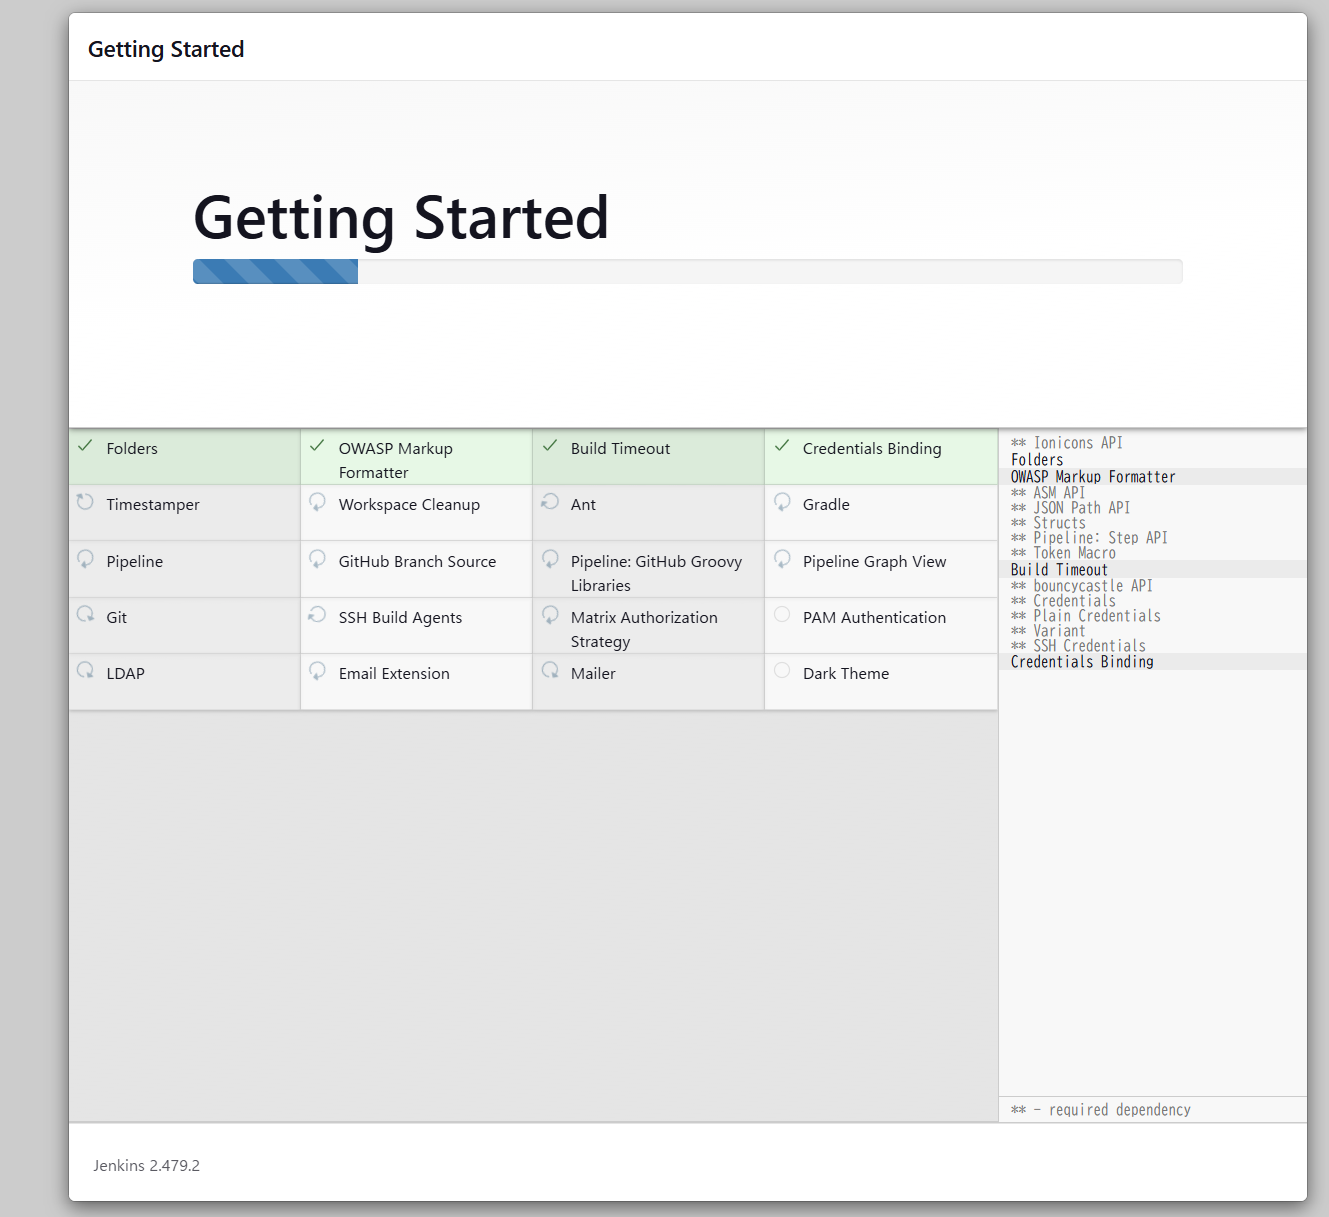 Getting Started
Getting Started
Folders
OWASP Markup
Formatter
Build Timeout
Credentials Binding
Timestamper
Workspace Cleanup
Ant
Gradle
Pipeline
GitHub Branch Source
Pipeline: GitHub Groovy
Libraries
Pipeline Graph View
Git
SSH Build Agents
Matrix Authorization
Strategy
PAM Authentication
LDAP
Email Extension
Mailer
Dark Theme
** Ionicons API
Folders
OWASP Markup Formatter
** ASM API
** JSON Path API
** Structs
** Pipeline: Step API
** Token Macro
Build Timeout
** bouncycastle API
** Credentials
** Plain Credentials
** Variant
** SSH Credentials
Credentials Binding
** - required dependency
Jenkins 2.479.2